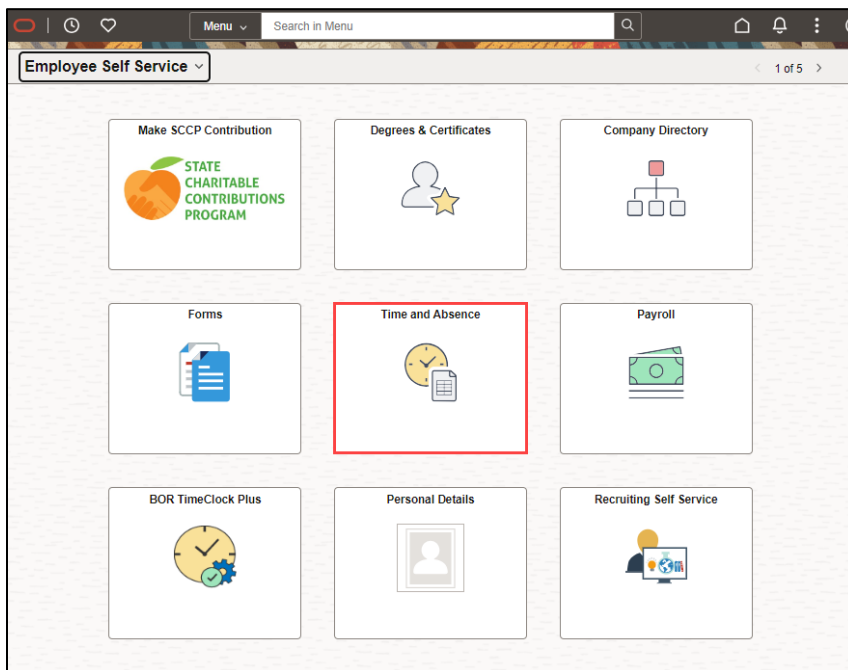 Menu
Search in Menu
Employee Self Service
1 of 5
Make SCCP Contribution
STATE
CHARITABLE
CONTRIBUTIONS
PROGRAM
Degrees & Certificates
Company Directory
Forms
Time and Absence
Payroll
BOR TimeClock Plus
Personal Details
Recruiting Self Service